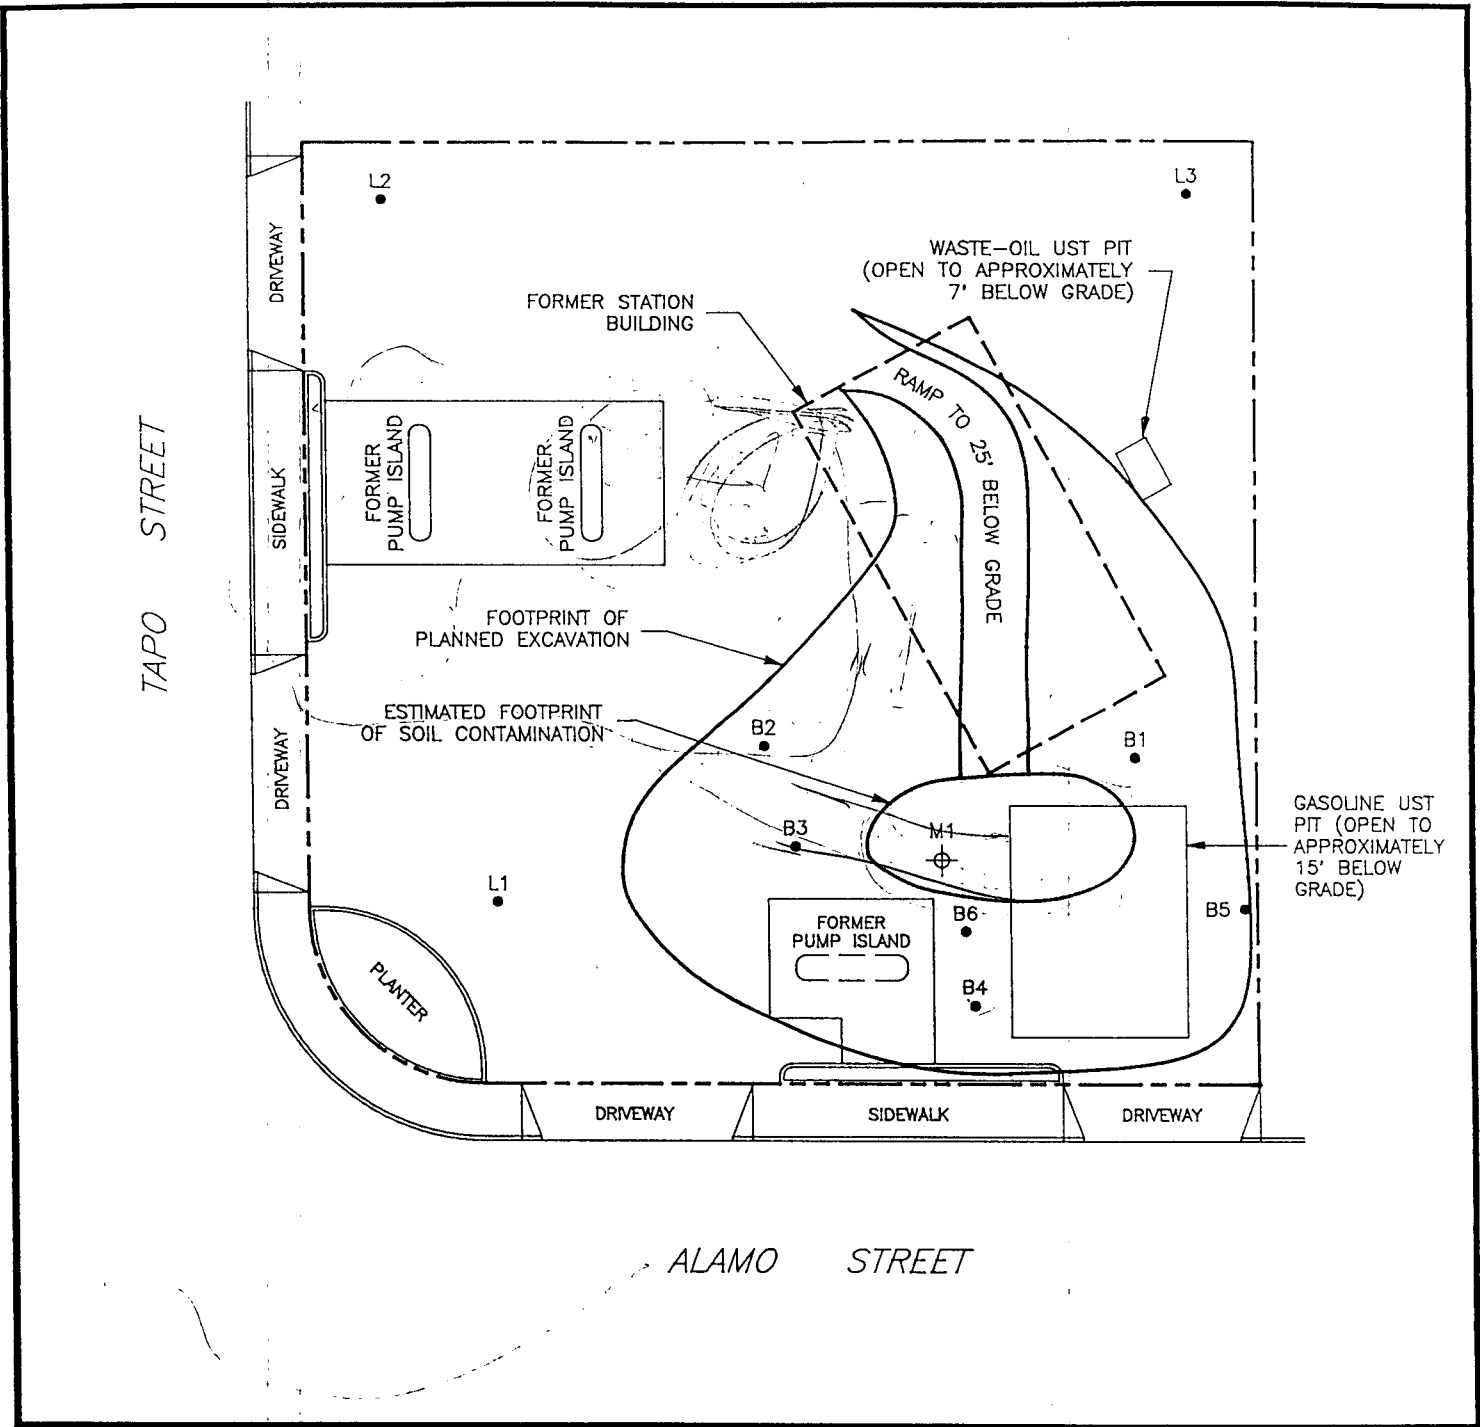 L2
L3
DRIVEWAY
WASTE-OIL UST PIT
(OPEN TO APPROXIMATELY
7' BELOW GRADE)
FORMER STATION
BUILDING
RAMP TO 25' BELOW GRADE
TAPO STREET
SIDEWALK
FORMER
PUMP ISLAND
FORMER
PUMP ISLAND
FOOTPRINT OF
PLANNED EXCAVATION
ESTIMATED FOOTPRINT
OF SOIL CONTAMINATION
B2
B1
DRIVEWAY
GASOLINE UST
PIT (OPEN TO
APPROXIMATELY
15' BELOW
GRADE)
B3
M1
L1
B5
B6
FORMER
PUMP ISLAND
PLANTER
B4
DRIVEWAY
SIDEWALK
DRIVEWAY
ALAMO STREET